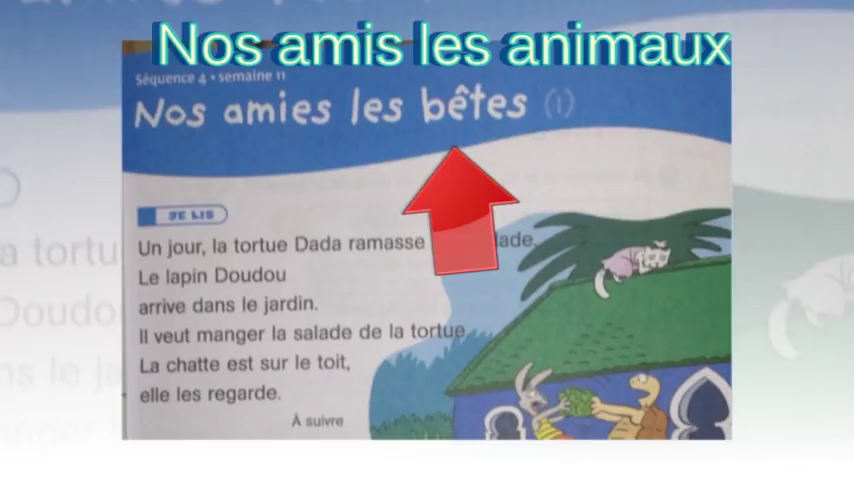 Nos amis les animaux
Séquence 4 • semaine 11
Nos amies les bêtes (1)
JE LIS
Un jour, la tortue Dada ramasse lade.
Le lapin Doudou
arrive dans le jardin.
Il veut manger la salade de la tortue.
La chatte est sur le toit,
elle les regarde.
À suivre